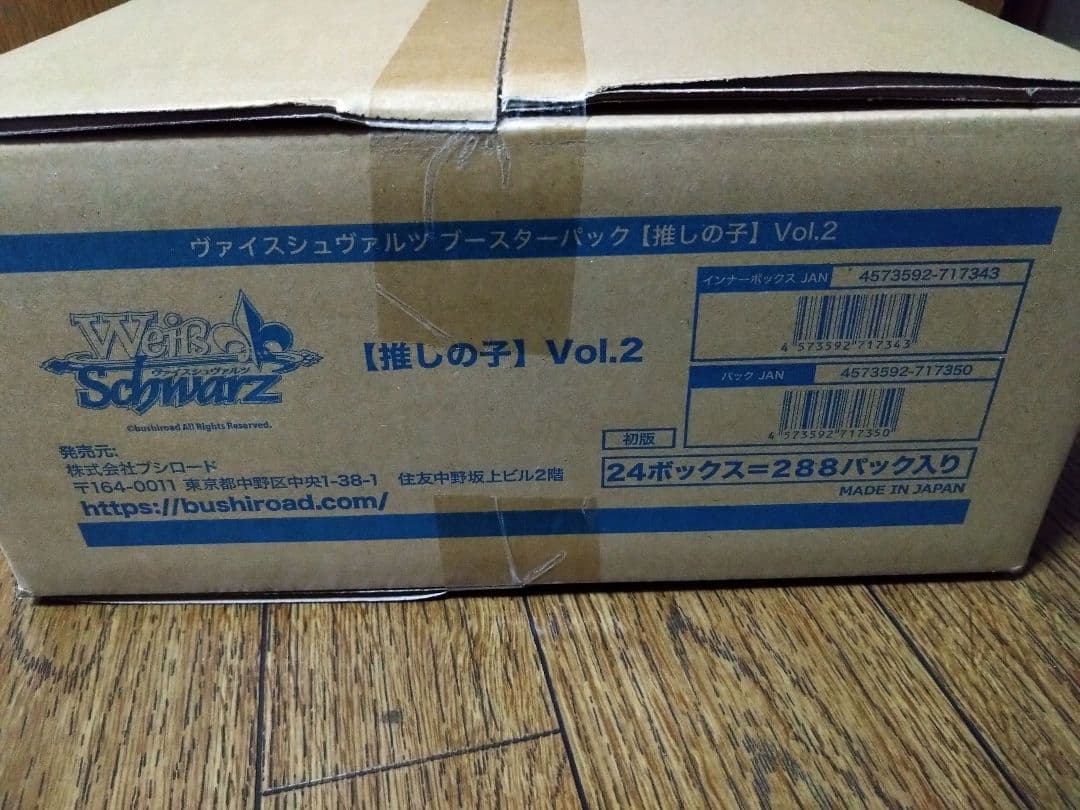 ヴァイスシュヴァルツ ブースターパック【推しの子】Vol.2
インナーボックス JAN 4573592-717343
4 573592 717343
Weiß
ヴァイスシュヴァルツ
Schwarz
©bushiroad All Rights Reserved.
【推しの子】Vol.2
パック JAN 4573592-717350
4 573592 717350
初版
24ボックス=288パック入り
MADE IN JAPAN
発売元:
株式会社ブシロード
〒164-0011 東京都中野区中央1-38-1 住友中野坂上ビル2階
https://bushiroad.com/